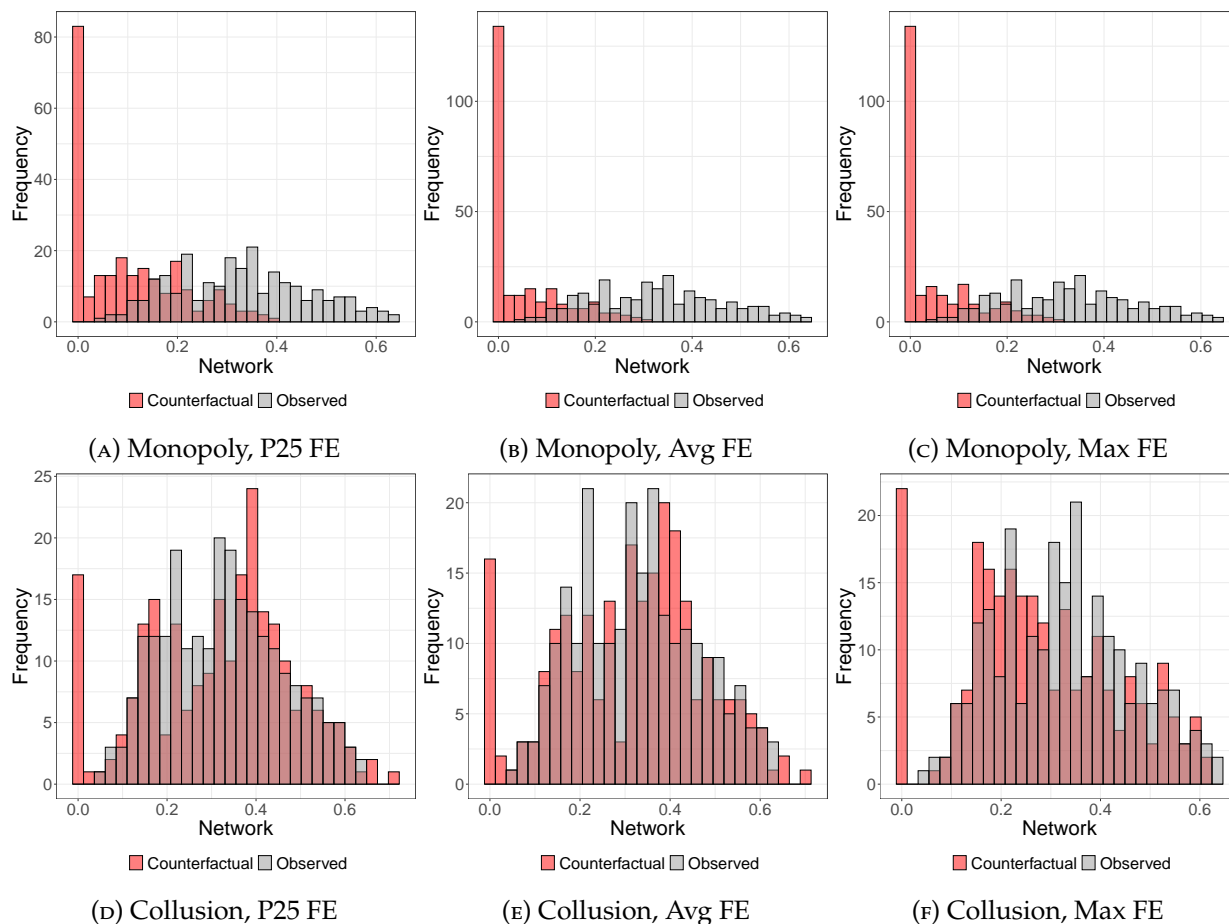 80
60
40
20
0
Frequency
0.0 0.2 0.4 0.6
Network
Counterfactual Observed
(A) Monopoly, P25 FE
100
50
0
Frequency
0.0 0.2 0.4 0.6
Network
Counterfactual Observed
(B) Monopoly, Avg FE
100
50
0
Frequency
0.0 0.2 0.4 0.6
Network
Counterfactual Observed
(C) Monopoly, Max FE
25
20
15
10
5
0
Frequency
0.0 0.2 0.4 0.6
Network
Counterfactual Observed
(D) Collusion, P25 FE
20
15
10
5
0
Frequency
0.0 0.2 0.4 0.6
Network
Counterfactual Observed
(E) Collusion, Avg FE
20
15
10
5
0
Frequency
0.0 0.2 0.4 0.6
Network
Counterfactual Observed
(F) Collusion, Max FE